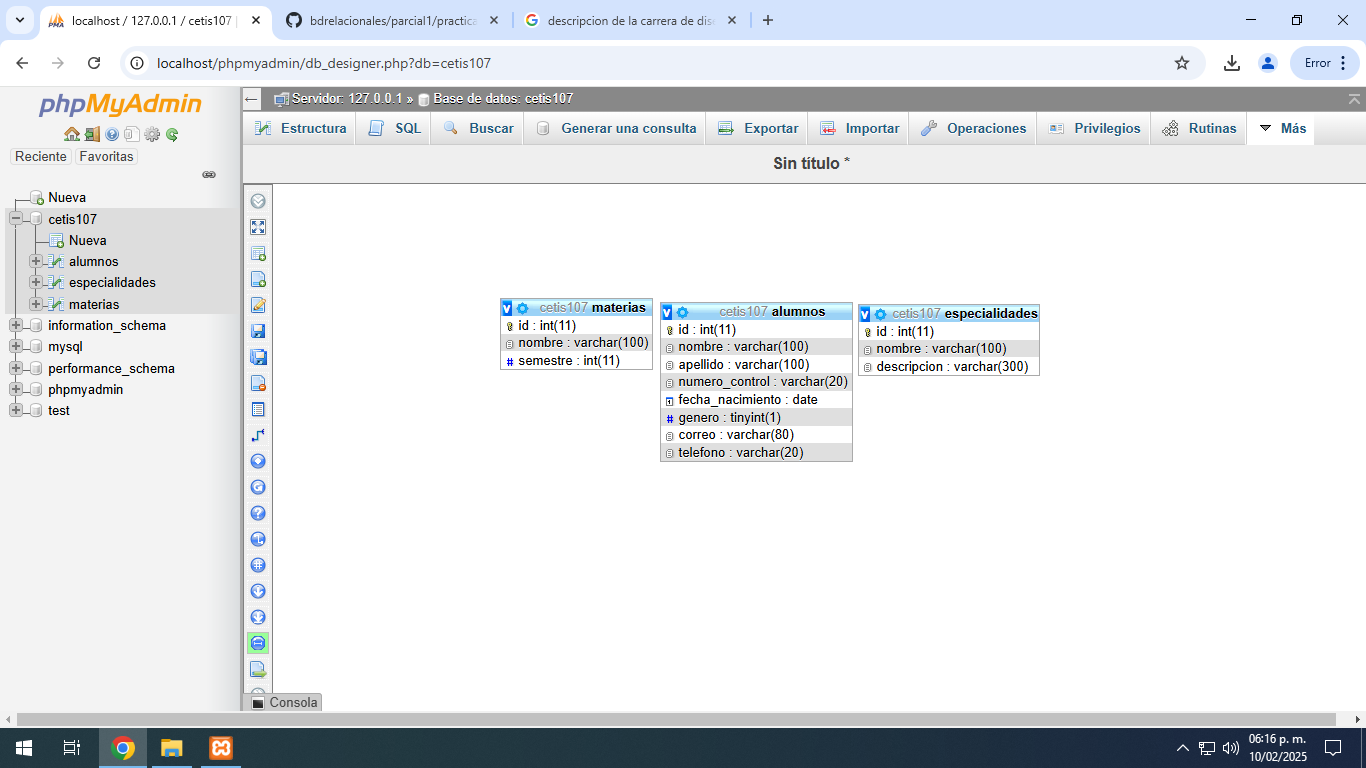 localhost / 127.0.0.1 / cetis107 |
bdrelacionales/parcial1/practica
descripcion de la carrera de dis
localhost/phpmyadmin/db_designer.php?db=cetis107
Error
phpMyAdmin
Reciente Favoritas
Nueva
cetis107
Nueva
alumnos
especialidades
materias
information_schema
mysql
performance_schema
phpmyadmin
test
Servidor: 127.0.0.1 » Base de datos: cetis107
Estructura SQL Buscar Generar una consulta Exportar Importar Operaciones Privilegios Rutinas Más
Sin título *
cetis107 materias
id : int(11)
nombre : varchar(100)
semestre : int(11)
cetis107 alumnos
id : int(11)
nombre : varchar(100)
apellido : varchar(100)
numero_control : varchar(20)
fecha_nacimiento : date
genero : tinyint(1)
correo : varchar(80)
telefono : varchar(20)
cetis107 especialidades
id : int(11)
nombre : varchar(100)
descripcion : varchar(300)
Consola
06:16 p. m.
10/02/2025